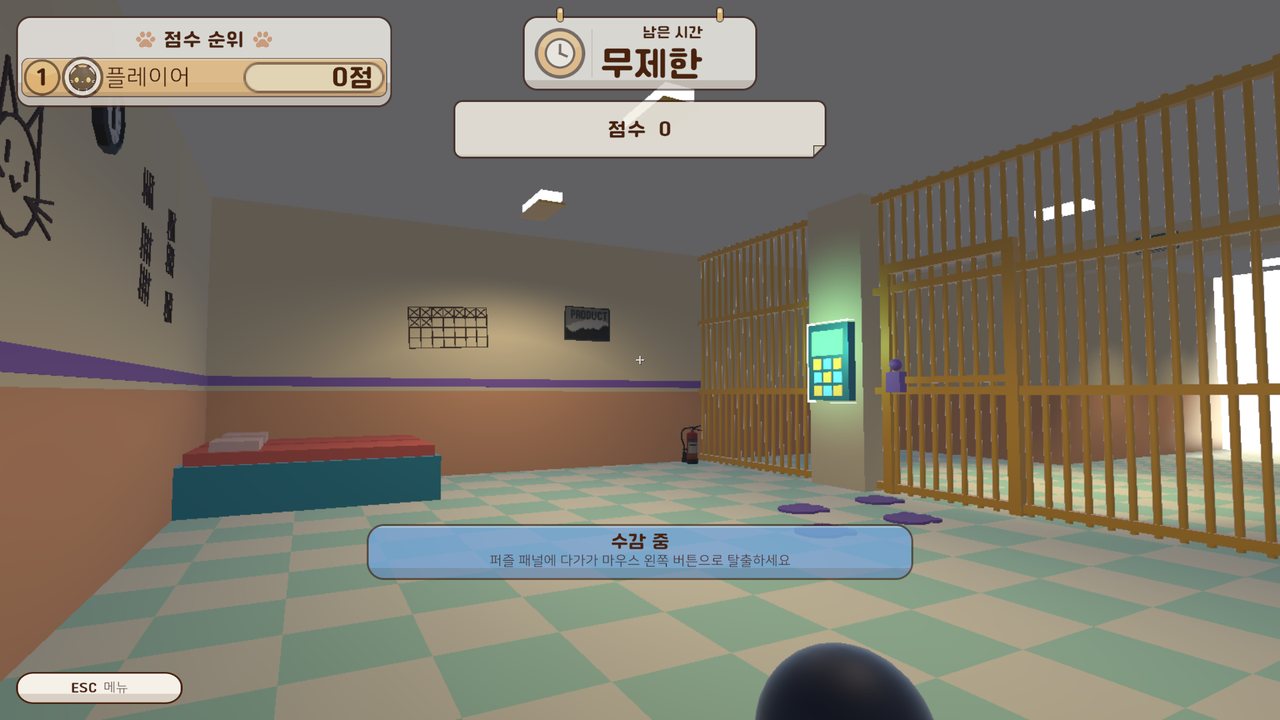 점수 순위
1 플레이어 0점
남은 시간
무제한
점수 0
PRODUCT
수감 중
퍼즐 패널에 다가가 마우스 왼쪽 버튼으로 탈출하세요
ESC 메뉴